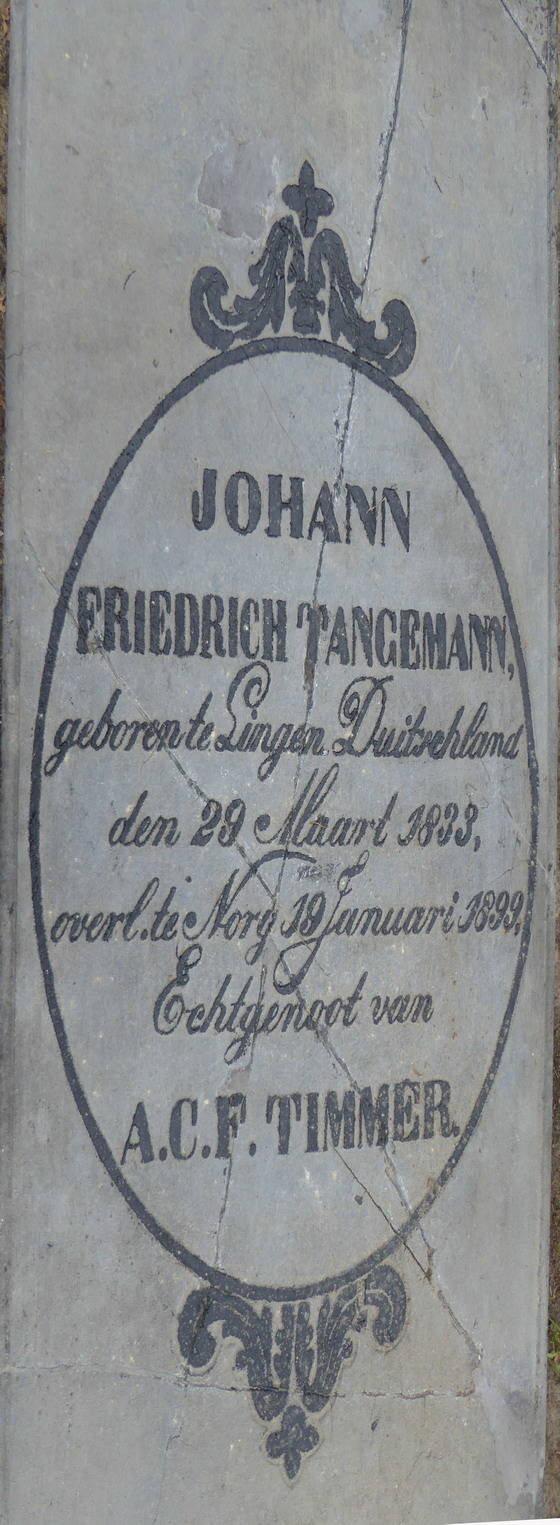 JOHANN
FRIEDRICH TANGEMANN,
geboren te Lingen Duitschland
den 29 Maart 1833,
overl. te Norg 19 Januari 1899,
Echtgenoot van
A.C.F. TIMMER.